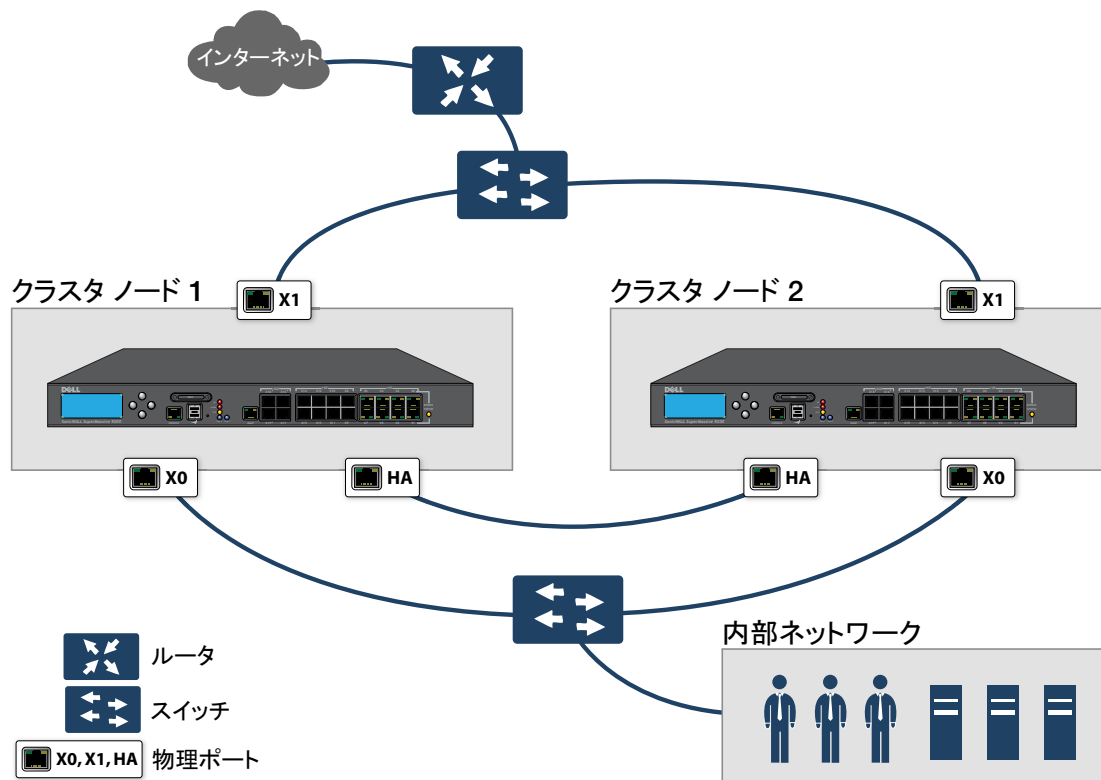 インターネット
クラスタ ノード 1
X1
クラスタ ノード 2
X1
DELL
DELL
X0
HA
HA
X0
内部ネットワーク
ルータ
スイッチ
X0, X1, HA
物理ポート